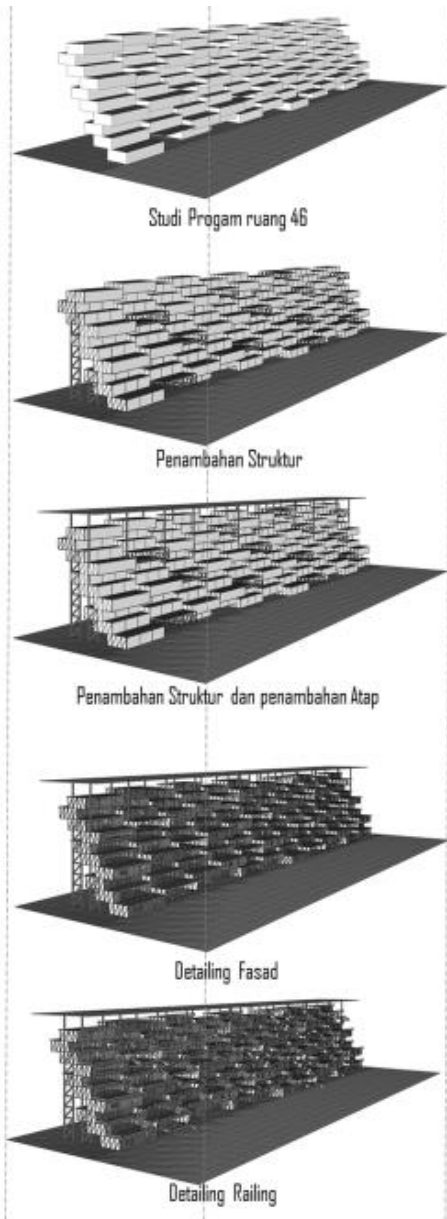 Studi Progam ruang 46
Penambahan Struktur
Penambahan Struktur dan penambahan Atap
Detailing Fasad
Detailing Railing